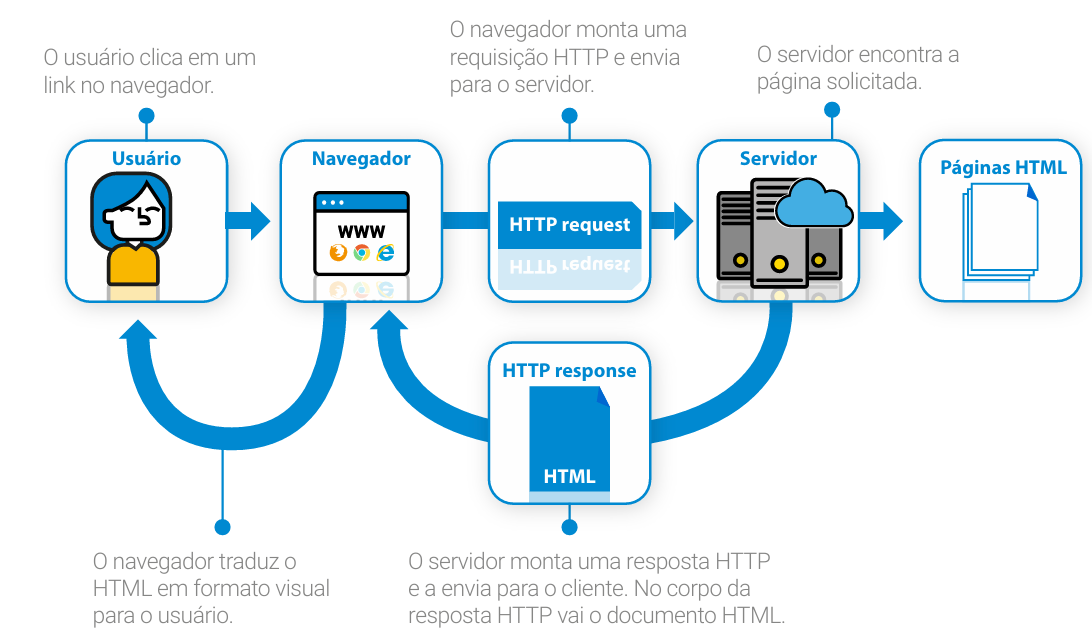 O usuário clica em um
link no navegador.
O navegador monta uma
requisição HTTP e envia
para o servidor.
O servidor encontra a
página solicitada.
Usuário
Navegador
WWW
HTTP request
HTTP request
Servidor
Páginas HTML
HTTP response
HTML
O navegador traduz o
HTML em formato visual
para o usuário.
O servidor monta uma resposta HTTP
e a envia para o cliente. No corpo da
resposta HTTP vai o documento HTML.